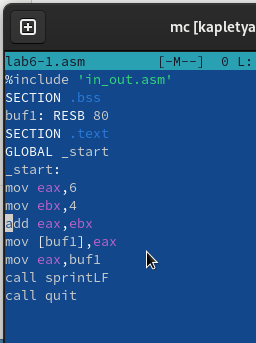 mc [kapletya
lab6-1.asm [-M--] 0 L:
%include 'in_out.asm'
SECTION .bss
buf1: RESB 80
SECTION .text
GLOBAL _start
_start:
mov eax,6
mov ebx,4
add eax,ebx
mov [buf1],eax
mov eax,buf1
call sprintLF
call quit